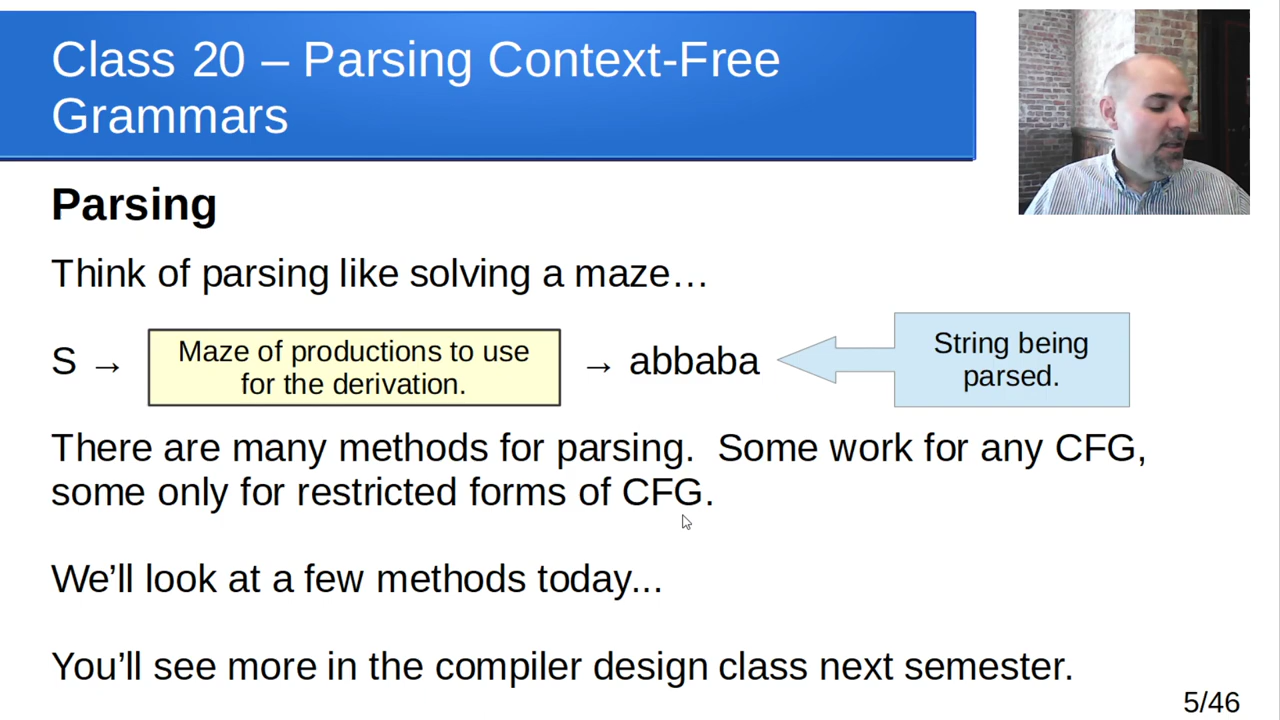 Class 20 – Parsing Context-Free
Grammars
Parsing
Think of parsing like solving a maze…
S → Maze of productions to use for the derivation. → abbaba
String being
parsed.
There are many methods for parsing.  Some work for any CFG,
some only for restricted forms of CFG.
We’ll look at a few methods today...
You’ll see more in the compiler design class next semester.
5/46